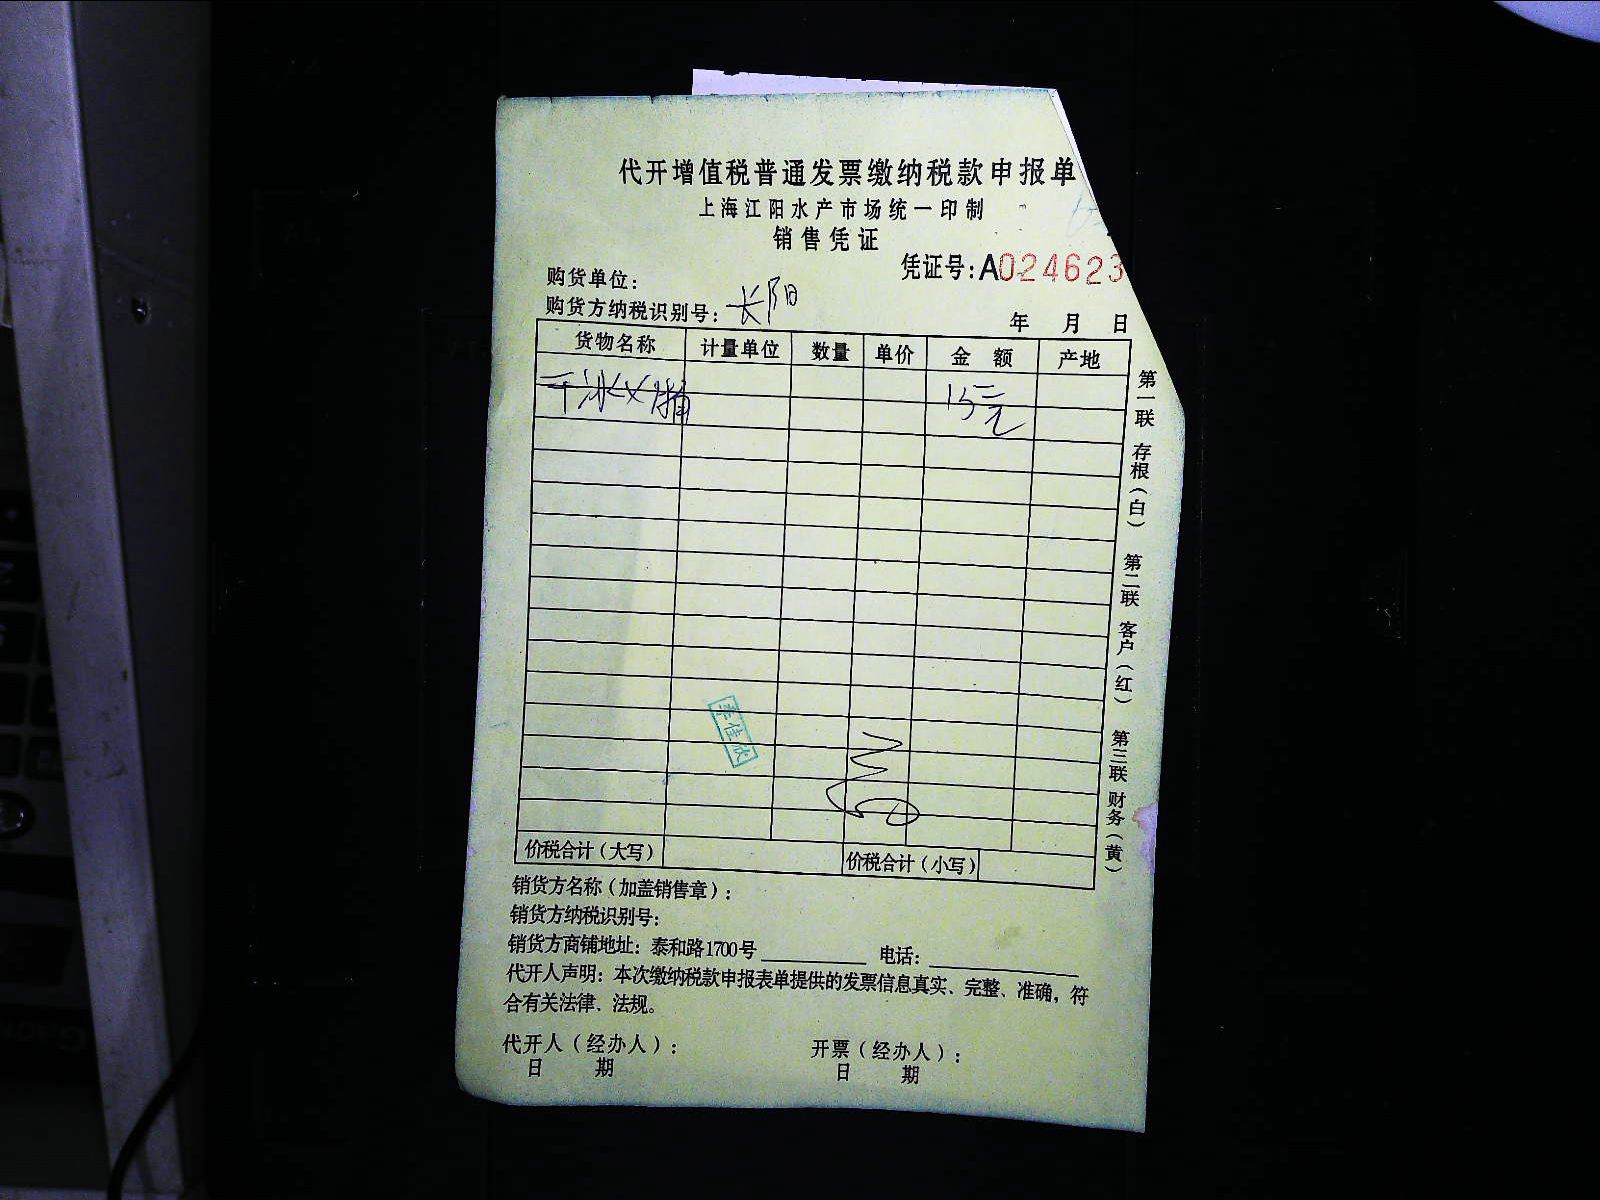 代开增值税普通发票缴纳税款申报单
上海江阳水产市场统一印制
销售凭证
凭证号:A024623
购货单位:
购货方纳税识别号: 长阳
年 月 日
货物名称 计量单位 数量 单价 金额 产地
15元
价税合计(大写) 价税合计(小写)
销货方名称(加盖销售章):
销货方纳税识别号:
销货方商铺地址: 泰和路1700号 电话:
代开人声明: 本次缴纳税款申报表单提供的发票信息真实、完整、准确, 符
合有关法律、法规。
代开人(经办人): 开票(经办人):
日 期 日 期
第一联 存根(白) 第二联 客户(红) 第三联 财务(黄)